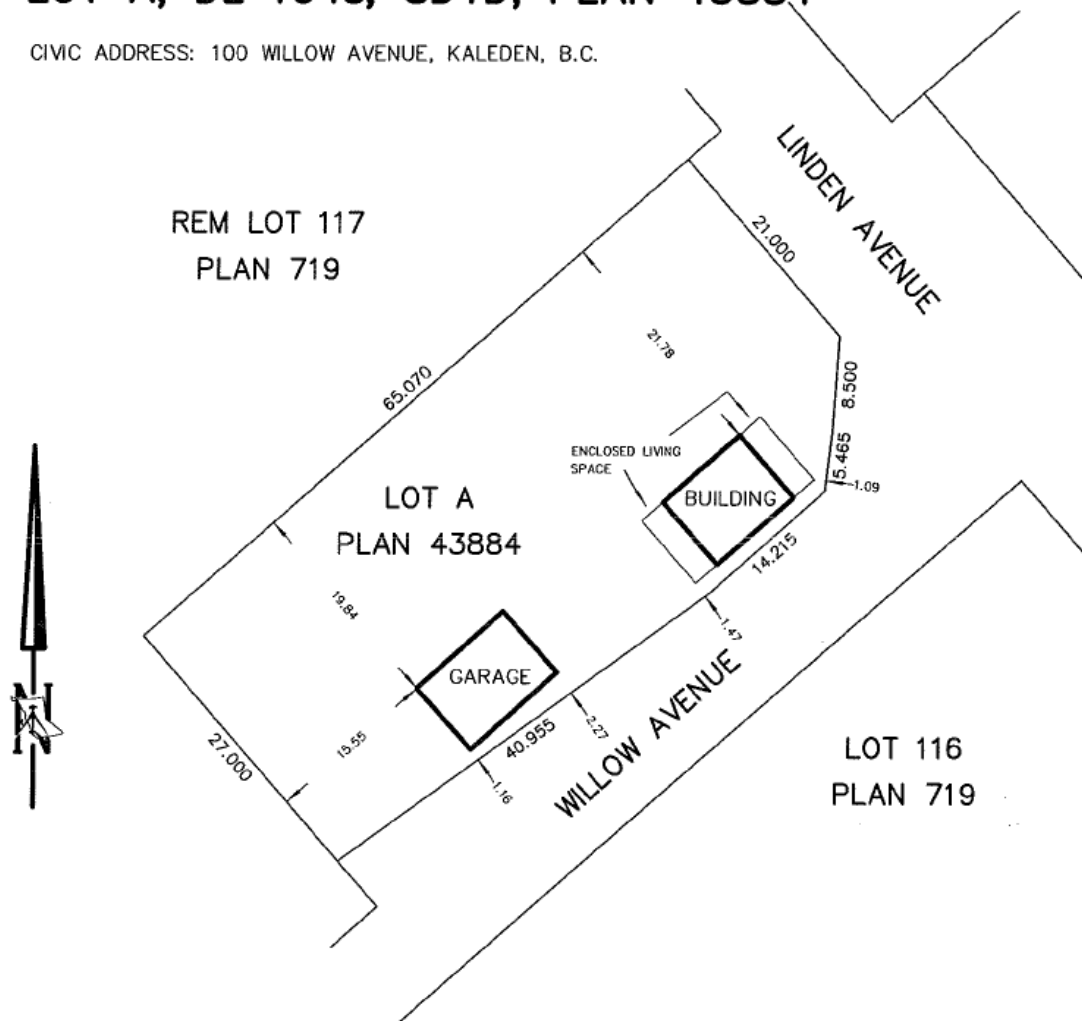 CIVIC ADDRESS: 100 WILLOW AVENUE, KALEDEN, B.C.
LINDEN AVENUE
REM LOT 117
PLAN 719
21.000
21.78
65.070
8.500
ENCLOSED LIVING
SPACE
5.465
1.09
BUILDING
LOT A
PLAN 43884
14.215
19.84
1.47
GARAGE
WILLOW AVENUE
2.27
40.955
15.55
27.000
1.16
LOT 116
PLAN 719
N